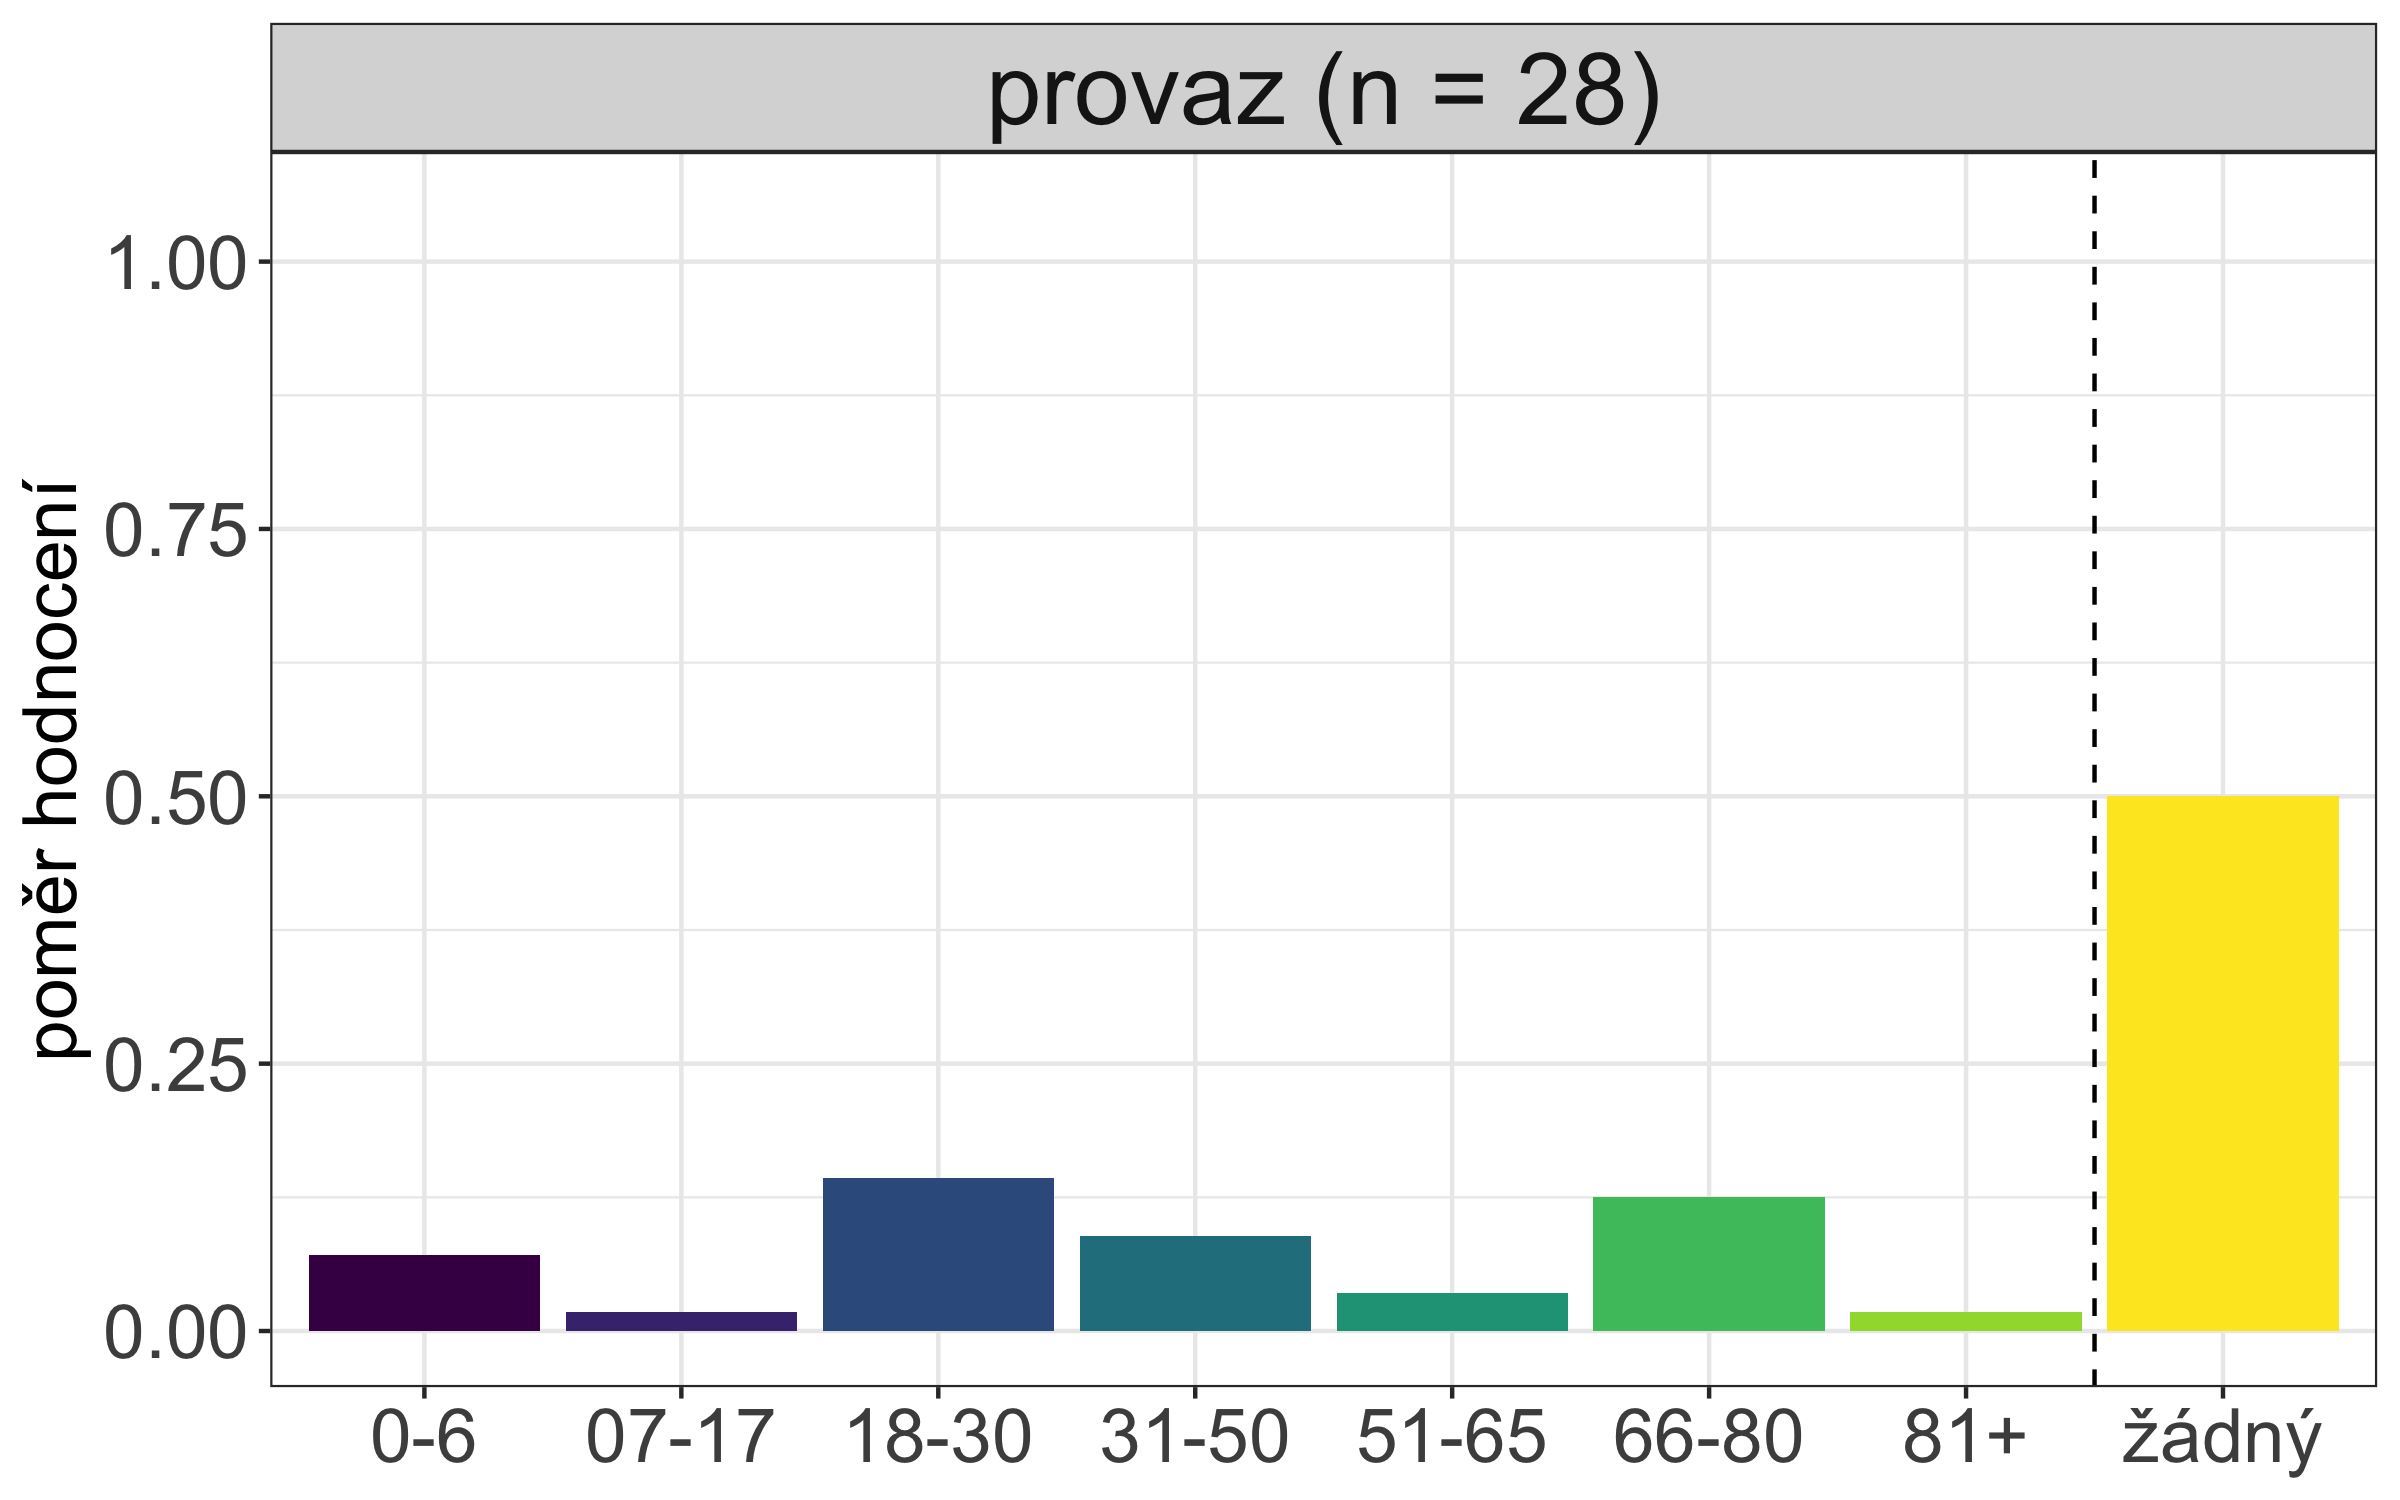 provaz (n = 28)
poměr hodnocení
1.00
0.75
0.50
0.25
0.00
0-6 07-17 18-30 31-50 51-65 66-80 81+ žádný